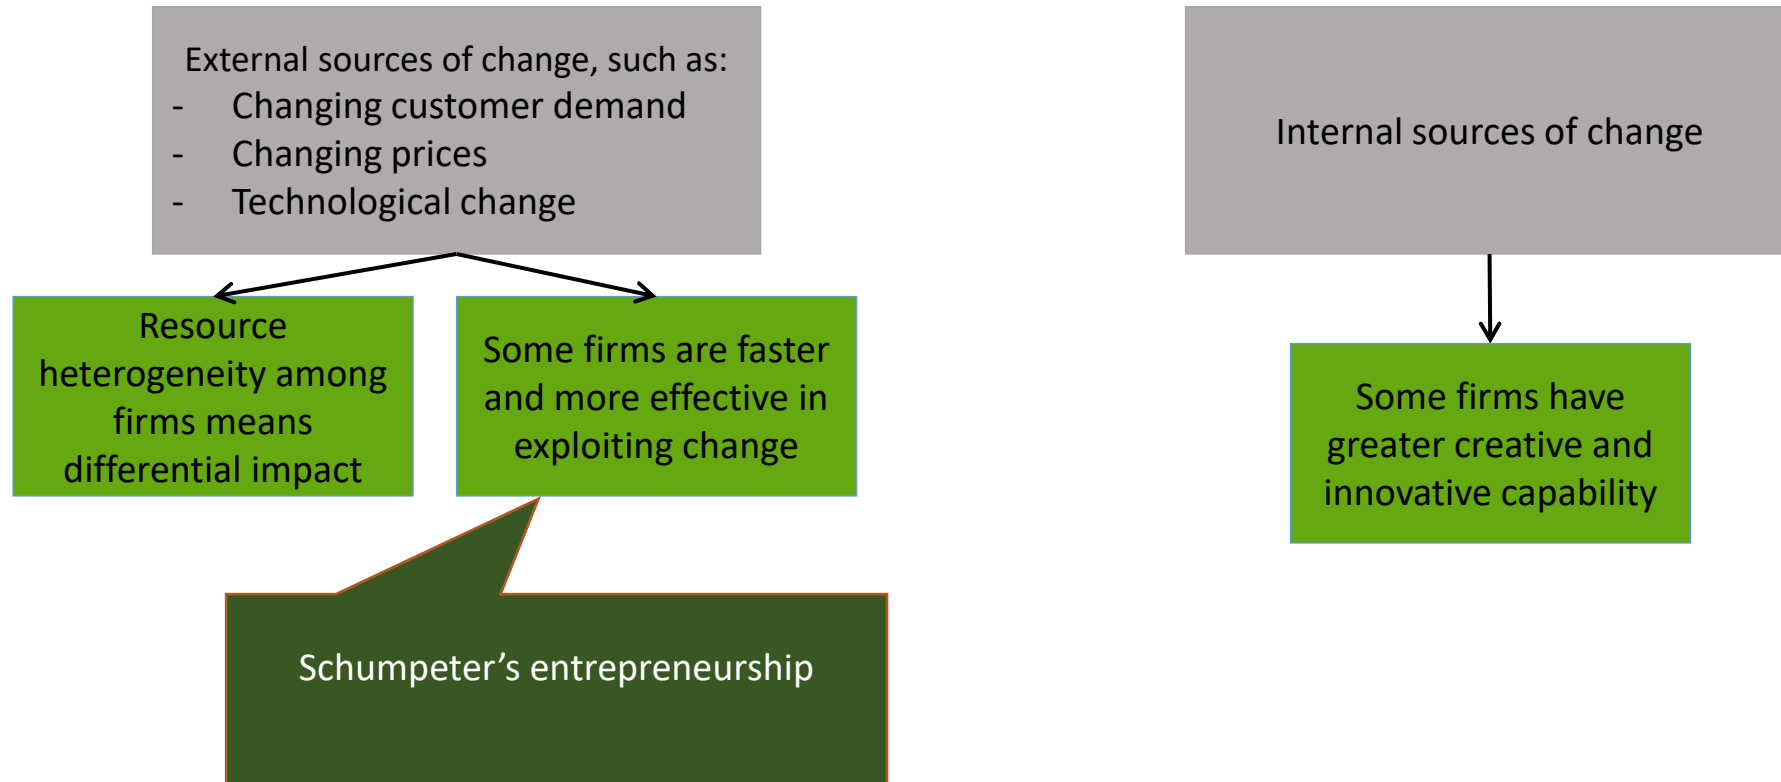 External sources of change, such as:
- Changing customer demand
- Changing prices
- Technological change
Internal sources of change
Resource
heterogeneity among
firms means
differential impact
Some firms are faster
and more effective in
exploiting change
Some firms have
greater creative and
innovative capability
Schumpeter’s entrepreneurship